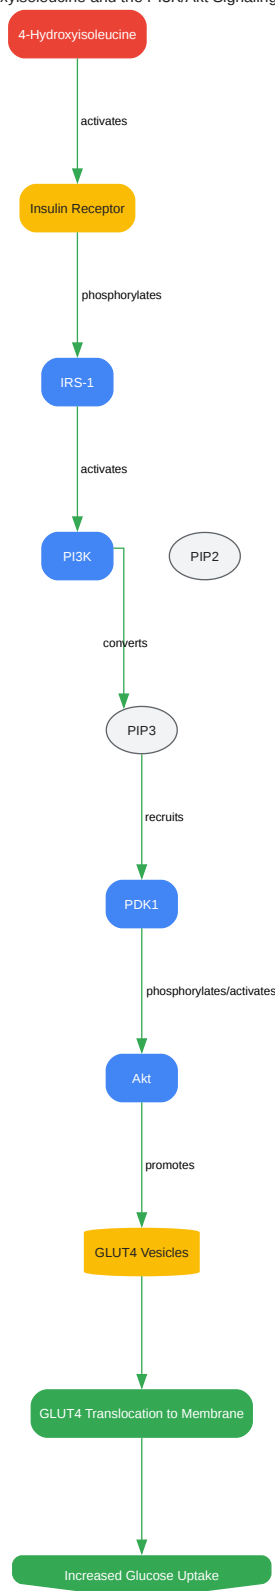 and the PI3K/Akt Signaling
4-Hydroxyisoleucine
activates
Insulin Receptor
phosphorylates
IRS-1
activates
PI3K
PIP2
converts
PIP3
recruits
PDK1
phosphorylates/activates
Akt
promotes
GLUT4 Vesicles
GLUT4 Translocation to Membrane
Increased Glucose Uptake